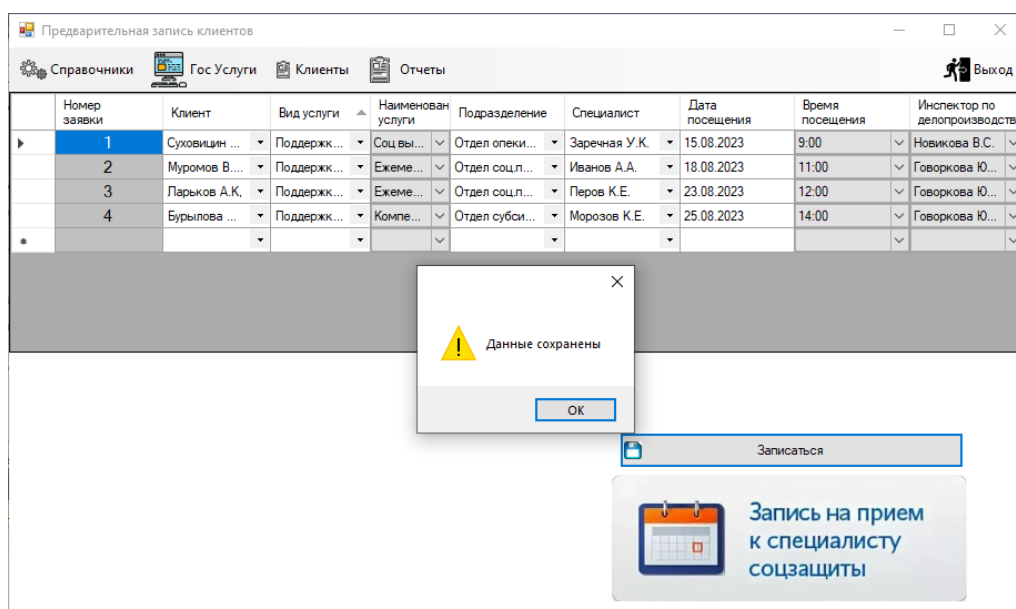 Предварительная запись клиентов
Справочники Гос Услуги Клиенты Отчеты Выход
Номер заявки Клиент Вид услуги Наименован услуги Подразделение Специалист Дата посещения Время посещения Инспектор по делопроизводств
1 Суховицин ... Поддержк... Соц вы... Отдел опеки... Заречная У.К. 15.08.2023 9:00 Новикова В.С.
2 Муромов В.... Поддержк... Ежеме... Отдел соц.п... Иванов А.А. 18.08.2023 11:00 Говоркова Ю...
3 Ларьков А.К, Поддержк... Ежеме... Отдел соц.п... Перов К.Е. 23.08.2023 12:00 Говоркова Ю...
4 Бурылова ... Поддержк... Компе... Отдел субси... Морозов К.Е. 25.08.2023 14:00 Говоркова Ю...
Данные сохранены
ОК
Записаться
Запись на прием
к специалисту
соцзащиты